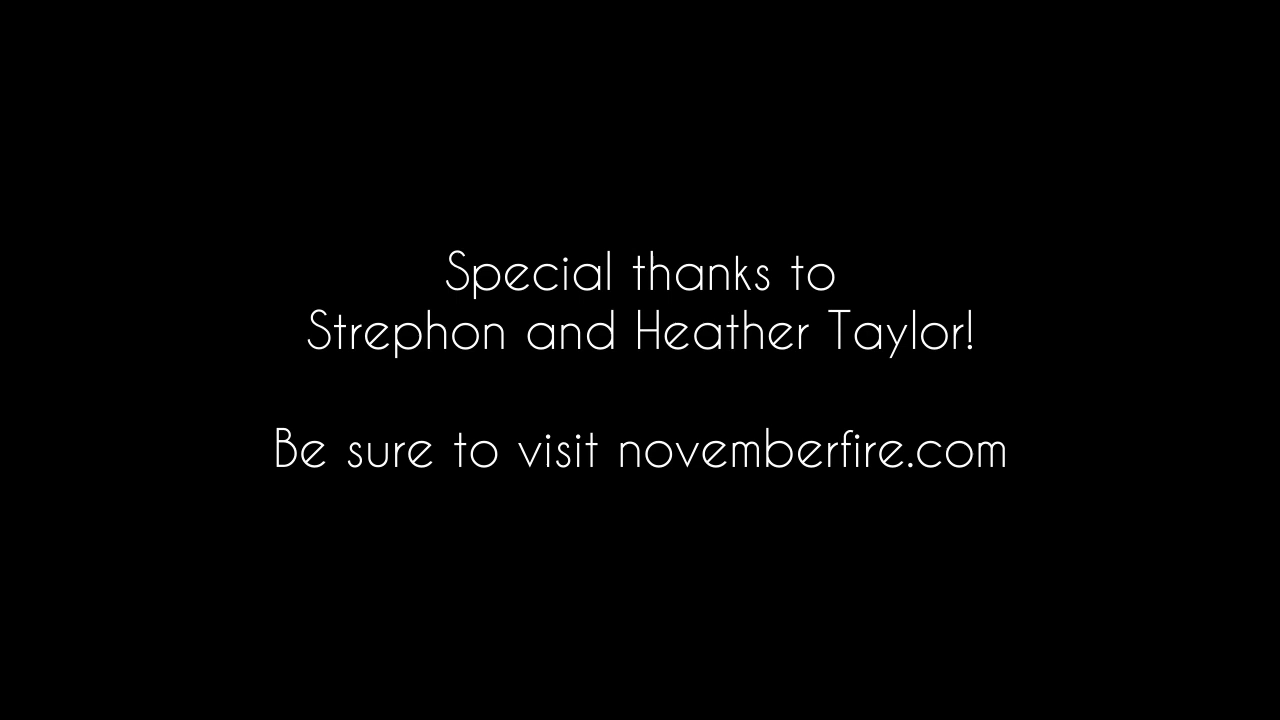 Special thanks to
Strephon and Heather Taylor!
Be sure to visit novemberfire.com